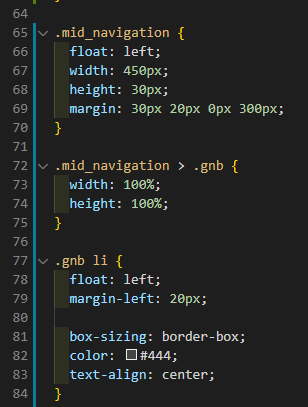 64
65 .mid_navigation {
66 float: left;
67 width: 450px;
68 height: 30px;
69 margin: 30px 20px 0px 300px;
70 }
71
72 .mid_navigation > .gnb {
73 width: 100%;
74 height: 100%;
75 }
76
77 .gnb li {
78 float: left;
79 margin-left: 20px;
80
81 box-sizing: border-box;
82 color: #444;
83 text-align: center;
84 }